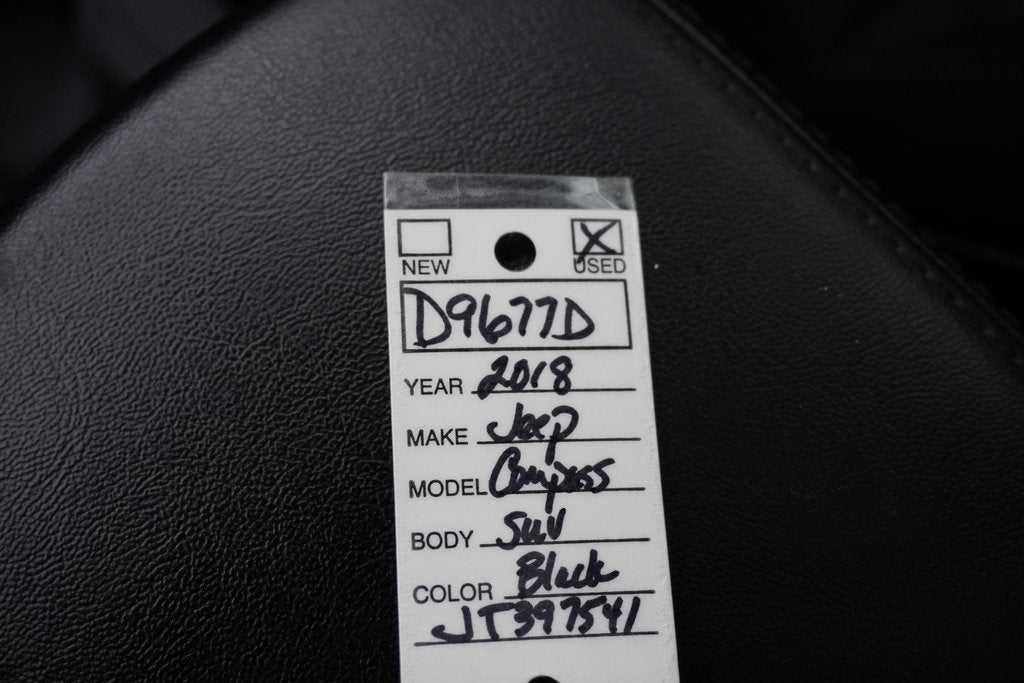 NEW USED
D9677D
YEAR 2018
MAKE Jeep
MODEL Compass
BODY SUV
COLOR Black
JT397541